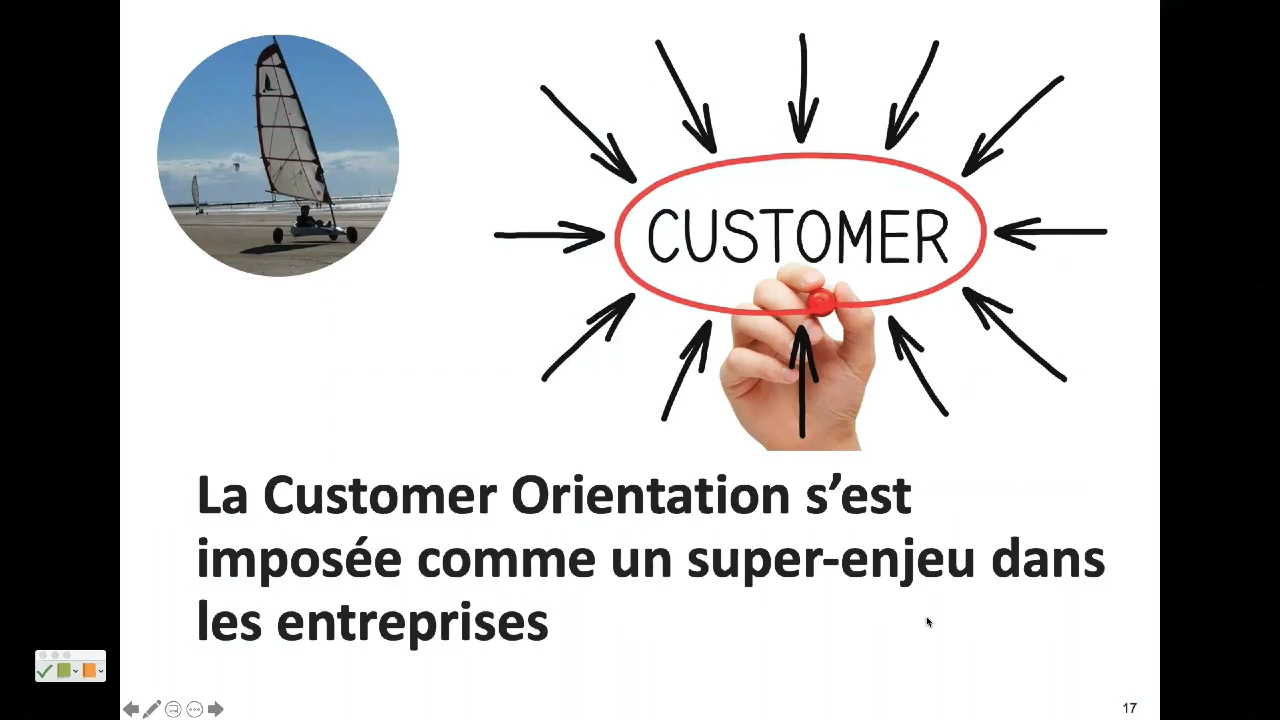 CUSTOMER
La Customer Orientation s’est
imposée comme un super-enjeu dans
les entreprises
17